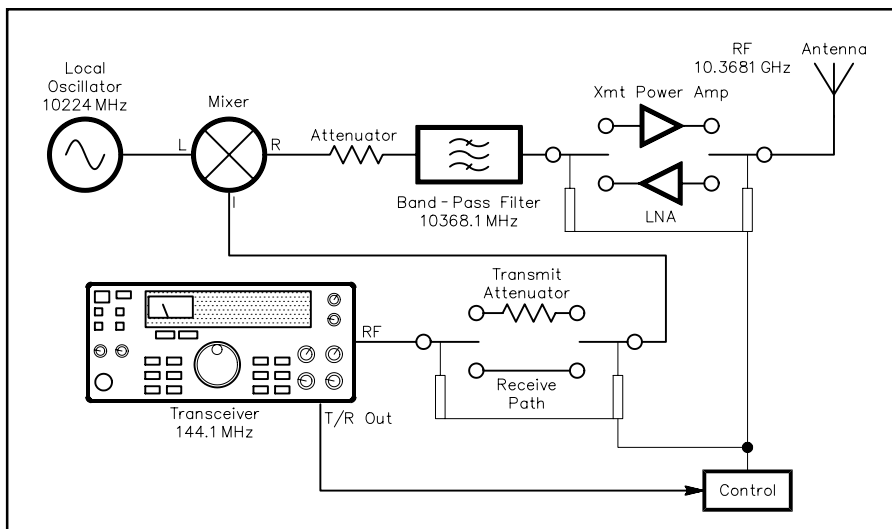 Local
Oscillator
10224 MHz
Mixer
L
R
I
Attenuator
Band-Pass Filter
10368.1 MHz
Xmt Power Amp
LNA
RF
10.3681 GHz
Antenna
Transmit
Attenuator
Receive
Path
RF
Transceiver
144.1 MHz
T/R Out
Control